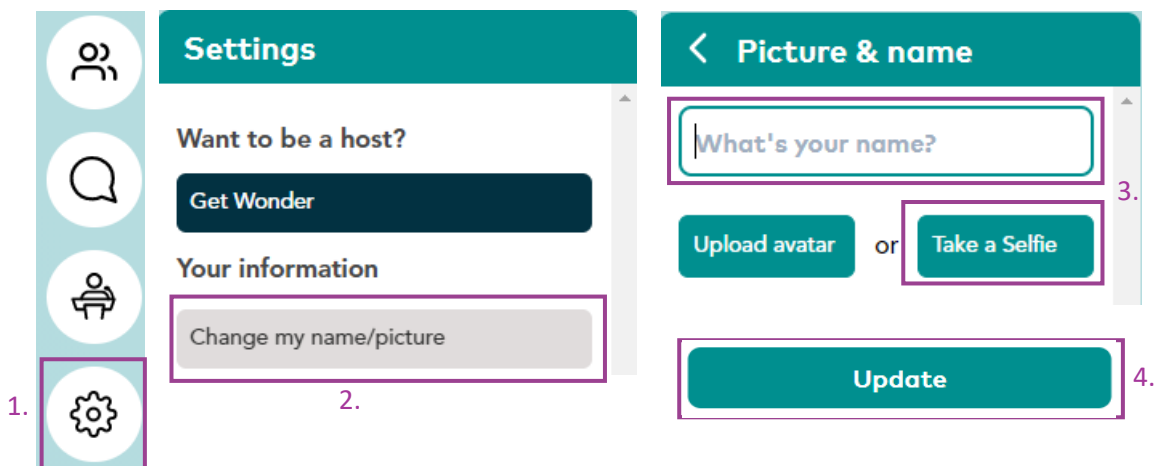 1.
Settings
Want to be a host?
Get Wonder
Your information
Change my name/picture
2.
Picture & name
What's your name?
3.
Upload avatar or Take a Selfie
Update
4.